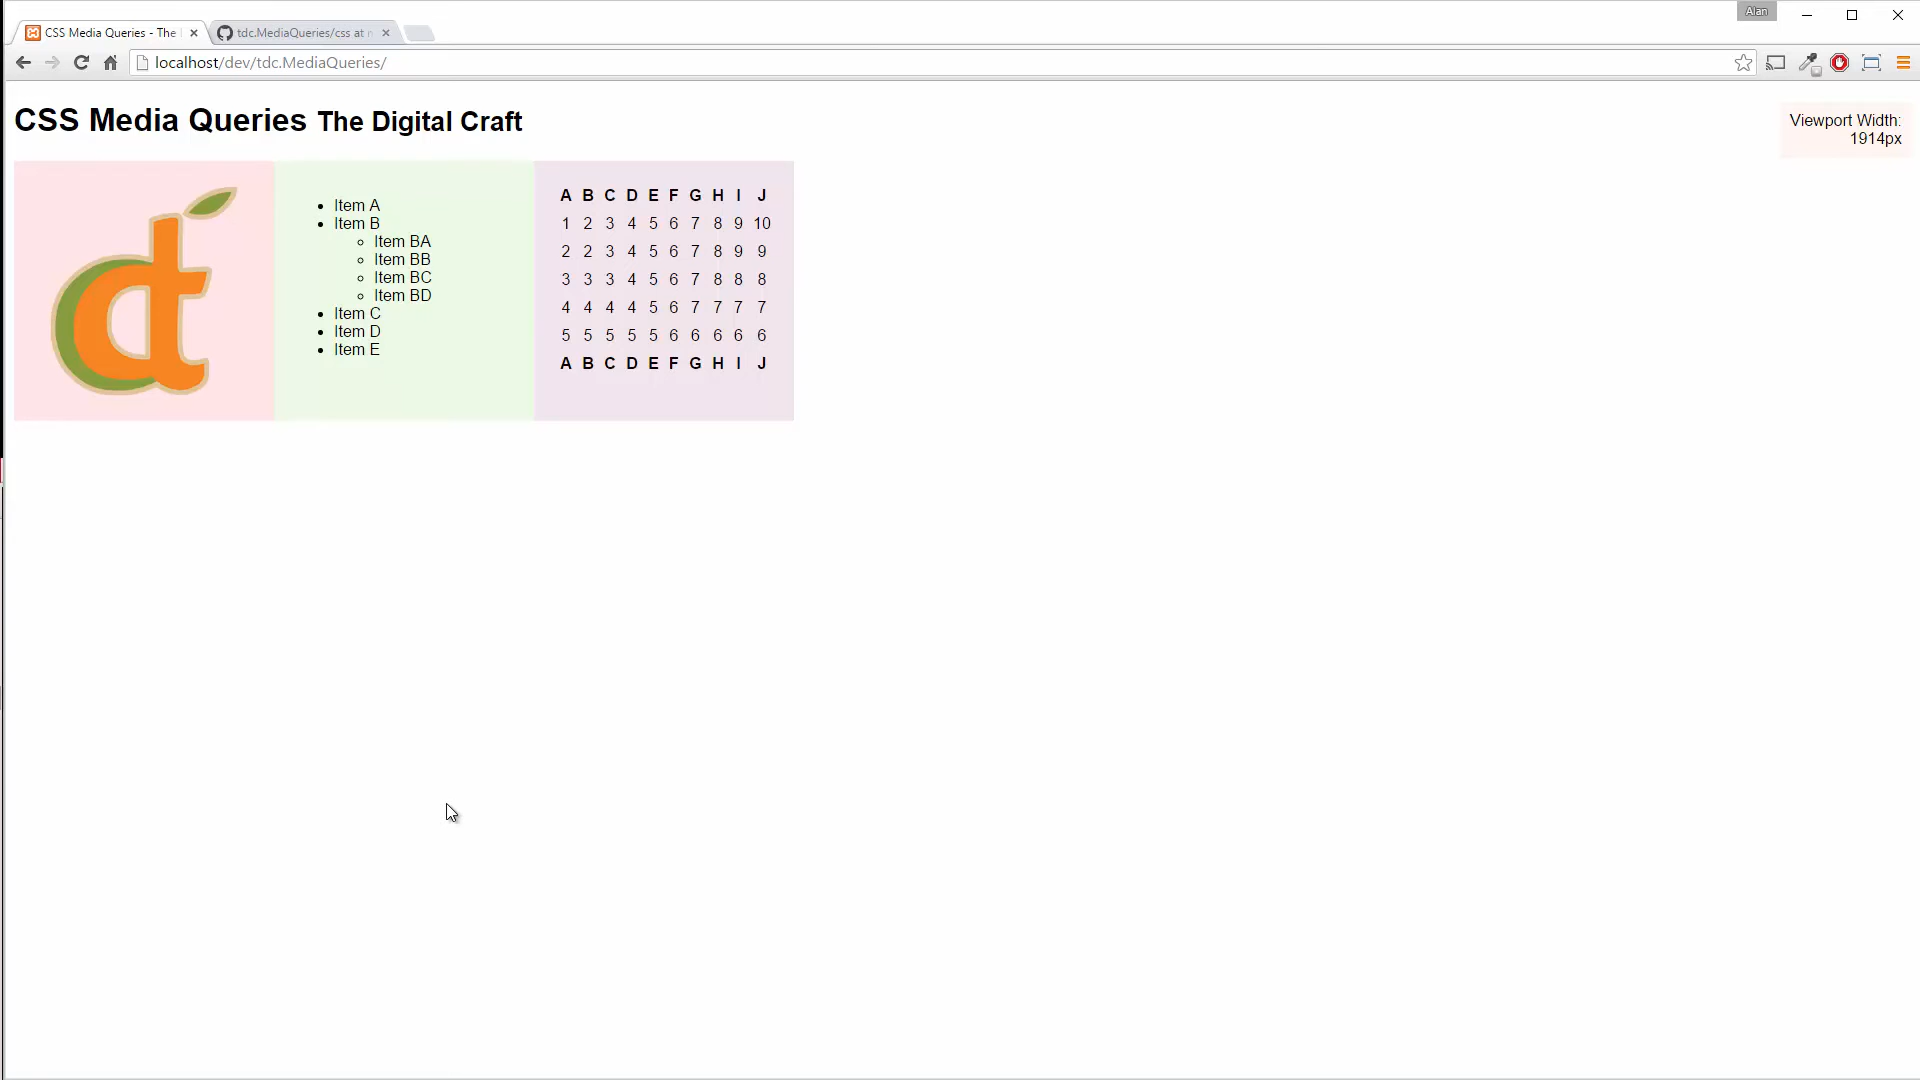 Alan
CSS Media Queries - The
tdc.MediaQueries/css at
localhost/dev/tdc.MediaQueries/
CSS Media Queries The Digital Craft
Viewport Width:
1914px
Item A
Item B
Item BA
Item BB
Item BC
Item BD
Item C
Item D
Item E
A B C D E F G H I J
1 2 3 4 5 6 7 8 9 10
2 2 3 4 5 6 7 8 9 9
3 3 3 4 5 6 7 8 8 8
4 4 4 4 5 6 7 7 7 7
5 5 5 5 5 6 6 6 6 6
A B C D E F G H I J